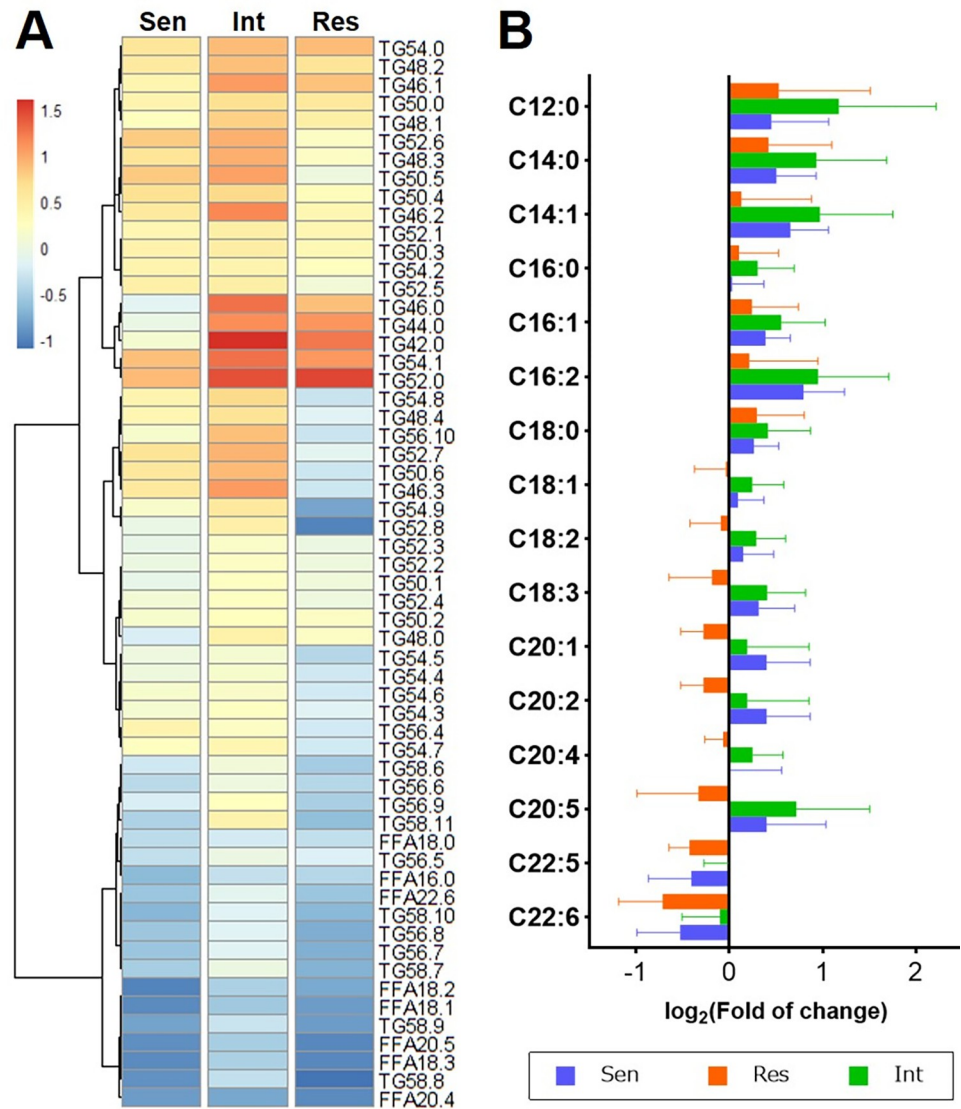 A
Sen Int Res
1.5
1
0.5
0
-0.5
-1
TG54.0
TG48.2
TG46.1
TG50.0
TG48.1
TG52.6
TG48.3
TG50.5
TG50.4
TG46.2
TG52.1
TG50.3
TG54.2
TG52.5
TG46.0
TG44.0
TG42.0
TG54.1
TG52.0
TG54.8
TG48.4
TG56.10
TG52.7
TG50.6
TG46.3
TG54.9
TG52.8
TG52.3
TG52.2
TG50.1
TG52.4
TG50.2
TG48.0
TG54.5
TG54.4
TG54.6
TG54.3
TG56.4
TG54.7
TG58.6
TG56.6
TG56.9
TG58.11
FFA18.0
TG56.5
FFA16.0
FFA22.6
TG58.10
TG56.8
TG56.7
TG58.7
FFA18.2
FFA18.1
TG58.9
FFA20.5
FFA18.3
TG58.8
FFA20.4
B
C12:0
C14:0
C14:1
C16:0
C16:1
C16:2
C18:0
C18:1
C18:2
C18:3
C20:1
C20:2
C20:4
C20:5
C22:5
C22:6
-1 0 1 2
log2(Fold of change)
Sen Res Int